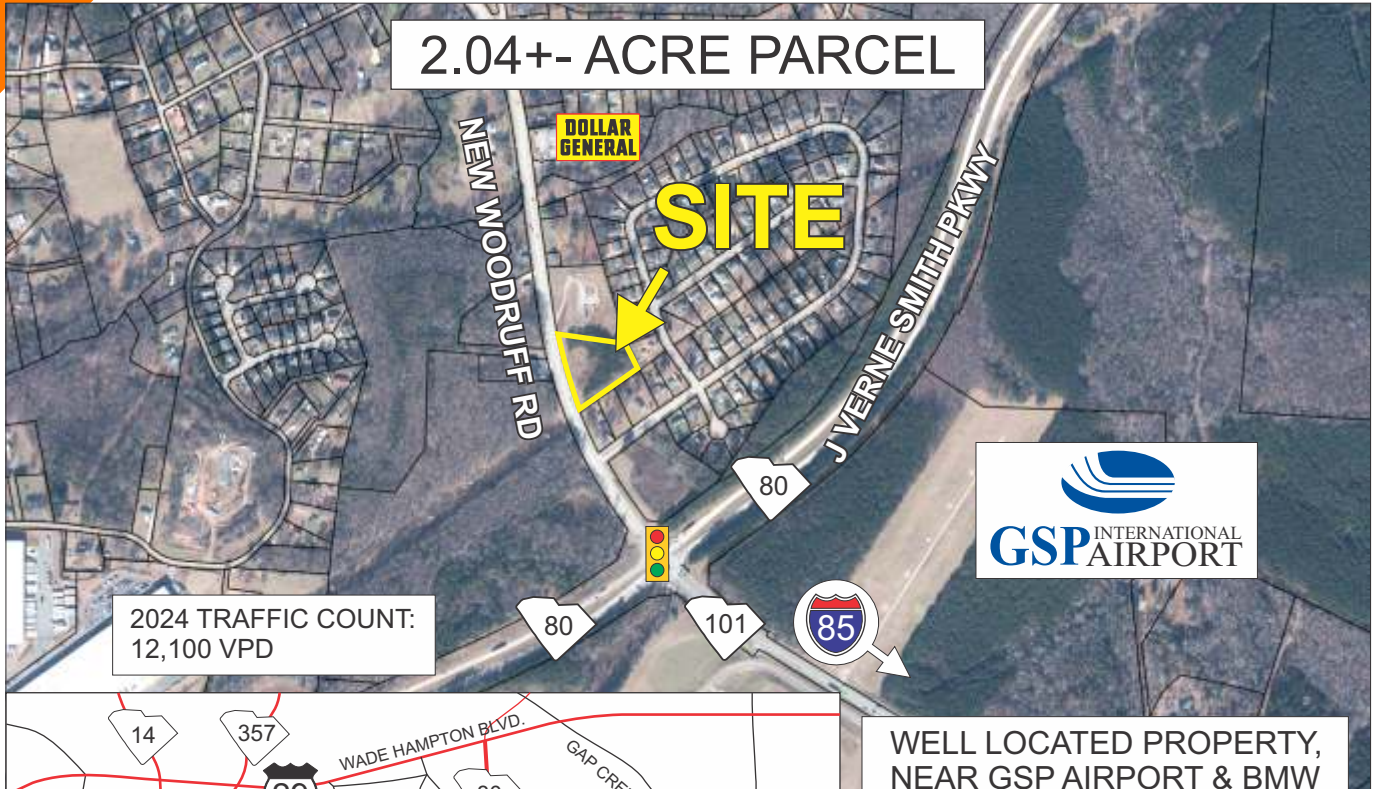 2.04+- ACRE PARCEL
DOLLAR
GENERAL
NEW WOODRUFF RD
SITE
J VERNE SMITH PKWY
80
GSP INTERNATIONAL
AIRPORT
2024 TRAFFIC COUNT:
12,100 VPD
80
101
85
14
357
WADE HAMPTON BLVD.
WELL LOCATED PROPERTY,
NEAR GSP AIRPORT & BMW